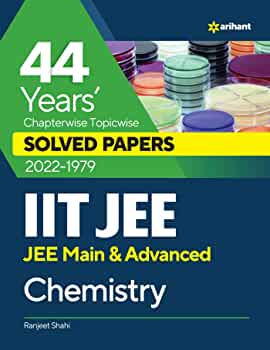 arihant
44
Years'
Chapterwise Topicwise
SOLVED PAPERS
2022-1979
IIT JEE
JEE Main & Advanced
Chemistry
Ranjeet Shahi